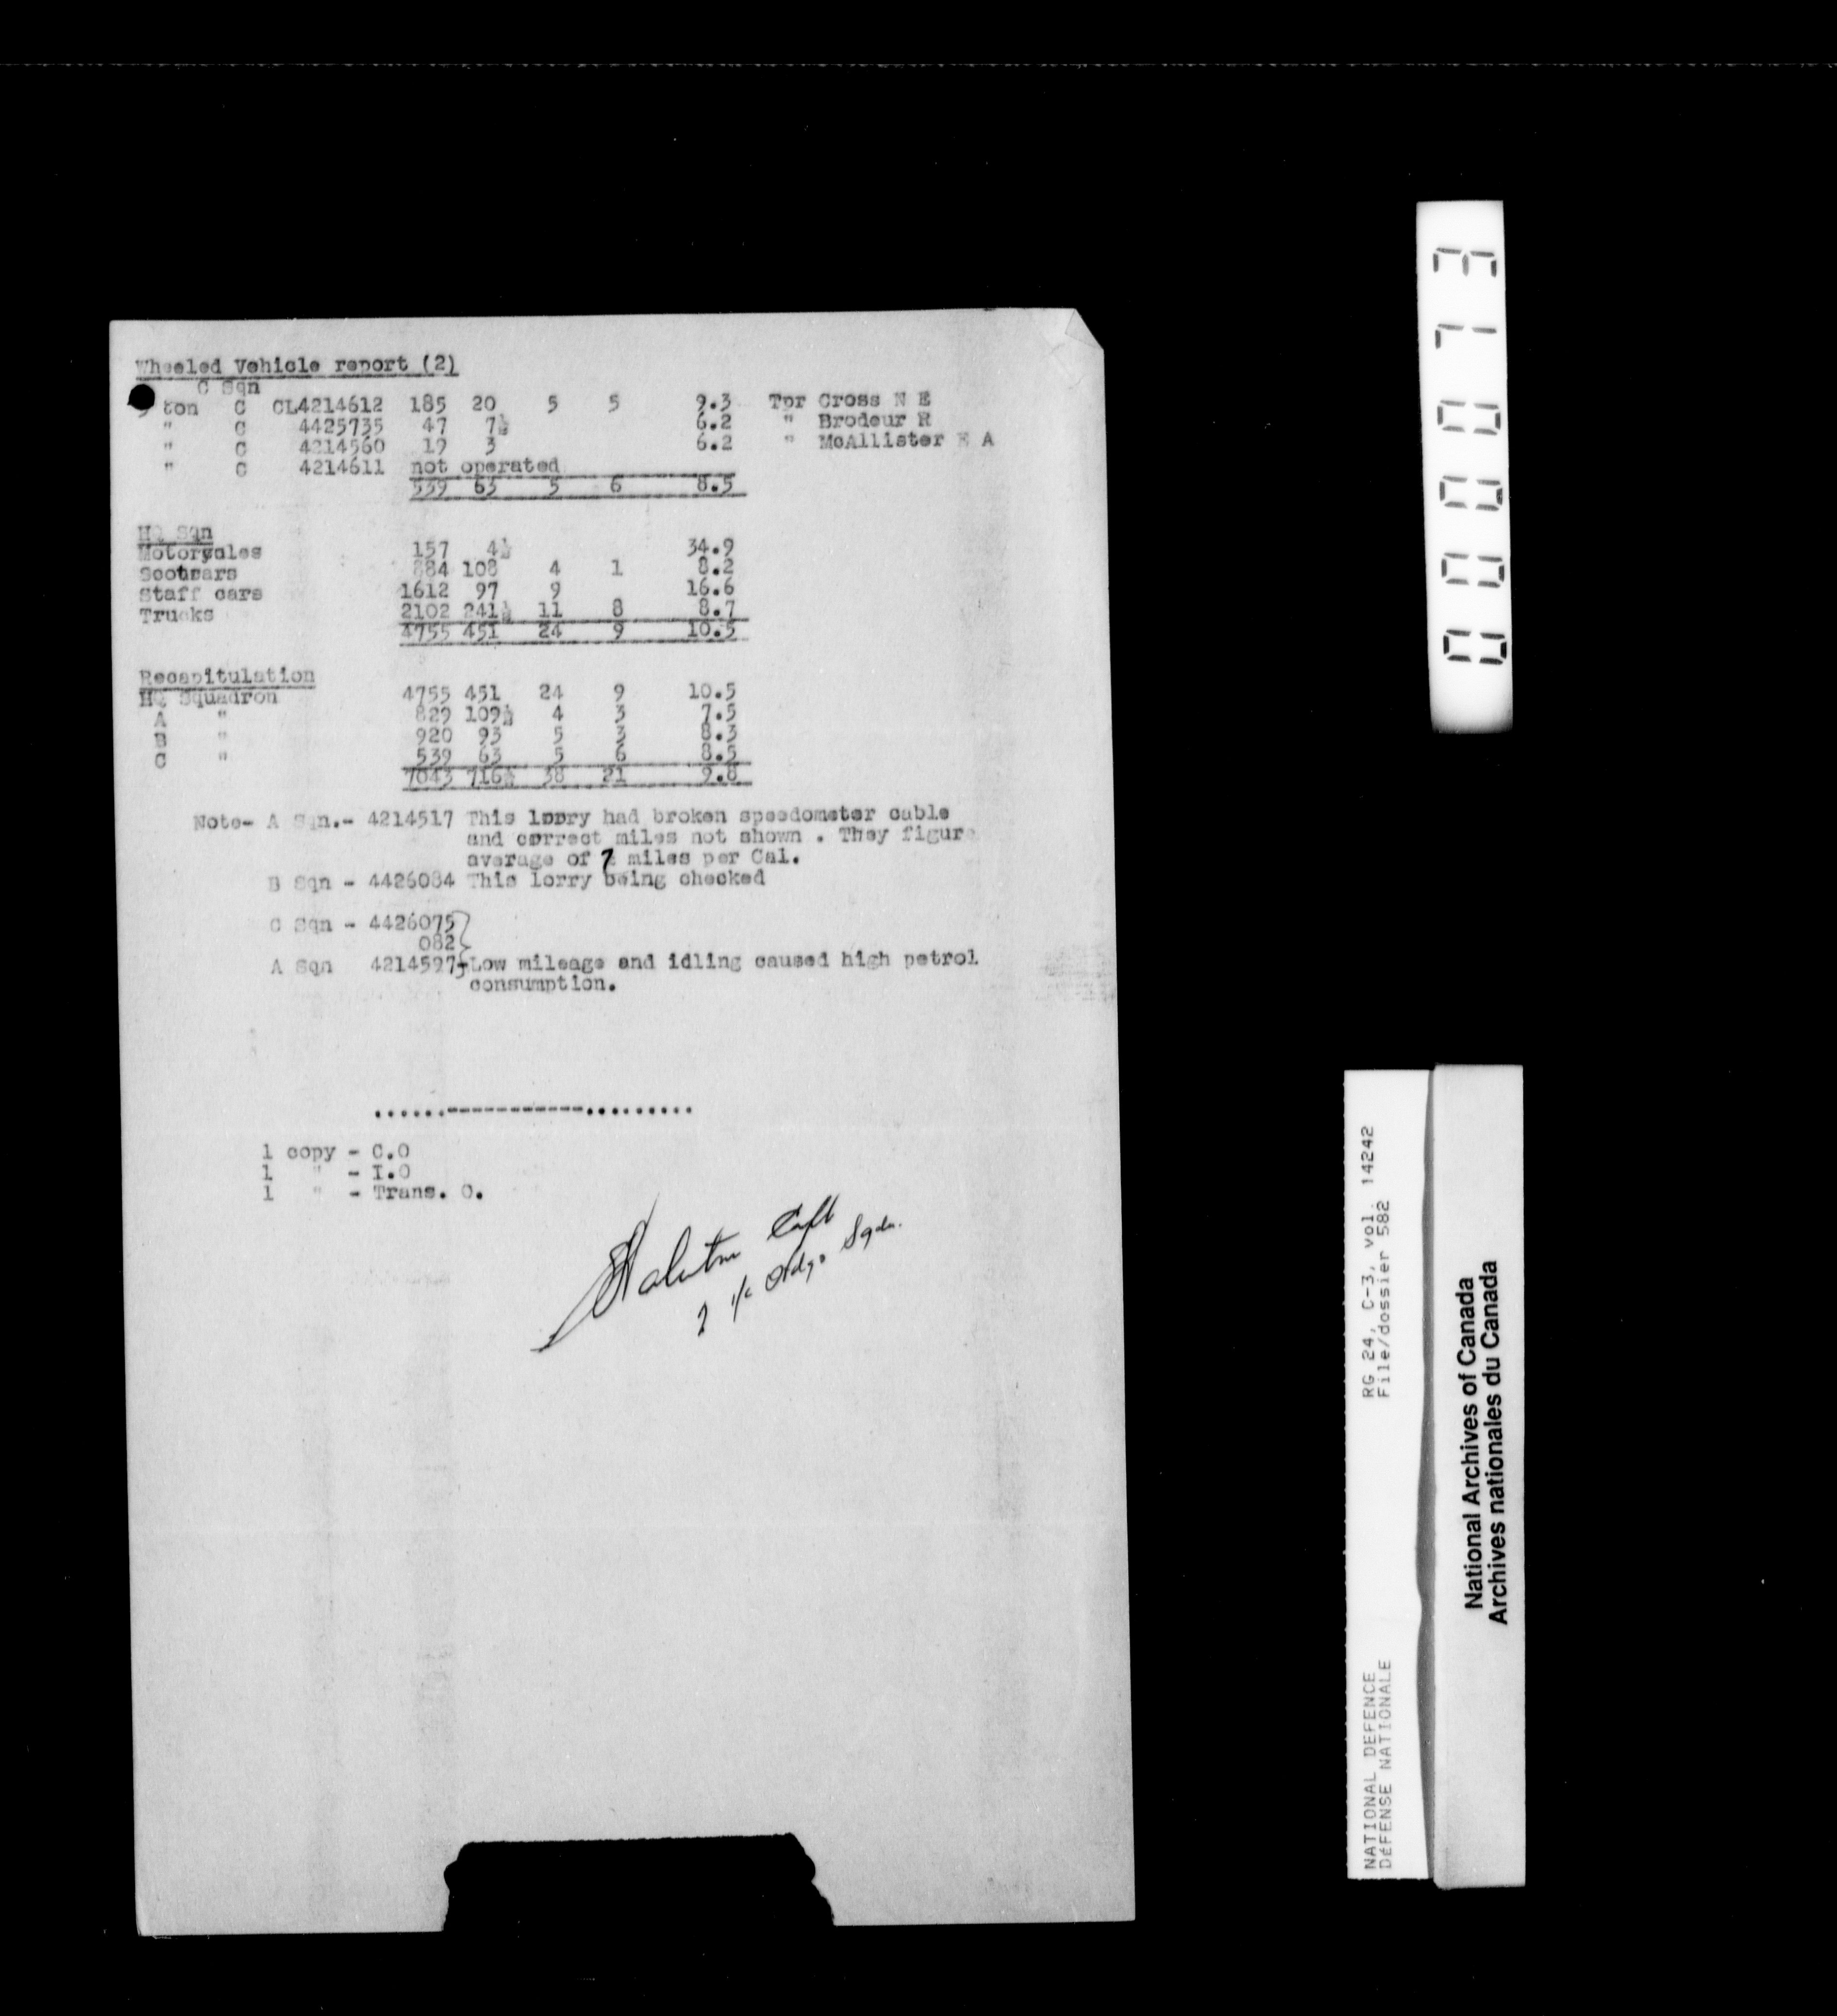 Wheeled Vehicle report (2)
C Sqn
ton C CL4214612 185 20 5 5 9.3 Tpr Cross N E
" C 4425735 47 7½ 6.2 " Brodeur R
" C 4214560 19 3 6.2 " McAllister E A
" C 4214611 not operated
539 63 5 6 8.5
HQ Sqn
Motorycles 157 4½ 34.9
Scotrars 884 108 4 1 8.2
Staff cars 1612 97 9 16.6
Trucks 2102 241½ 11 8 8.7
4755 451 24 9 10.5
Recapitulation
HQ Squadron 4755 451 24 9 10.5
A " 829 109½ 4 3 7.5
B " 920 93 5 3 8.3
C " 539 63 5 6 8.5
7043 716½ 38 21 9.8
Note- A Sqn.- 4214517 This lorry had broken speedometer cable
and correct miles not shown . They figure
average of 7 miles per Cal.
B Sqn - 4426084 This lorry being checked
C Sqn - 4426075
082
A Sqn 4214597-Low mileage and idling caused high petrol
consumption.
......-----------.........
1 copy - C.O
1 " - I.O
1 " - Trans. O.
Capt
2 i/c Hdqs Sqdn.
0000073
RG 24, C-3, vol. 14242
File/dossier 582
NATIONAL DEFENCE
DÉFENSE NATIONALE
National Archives of Canada
Archives nationales du Canada